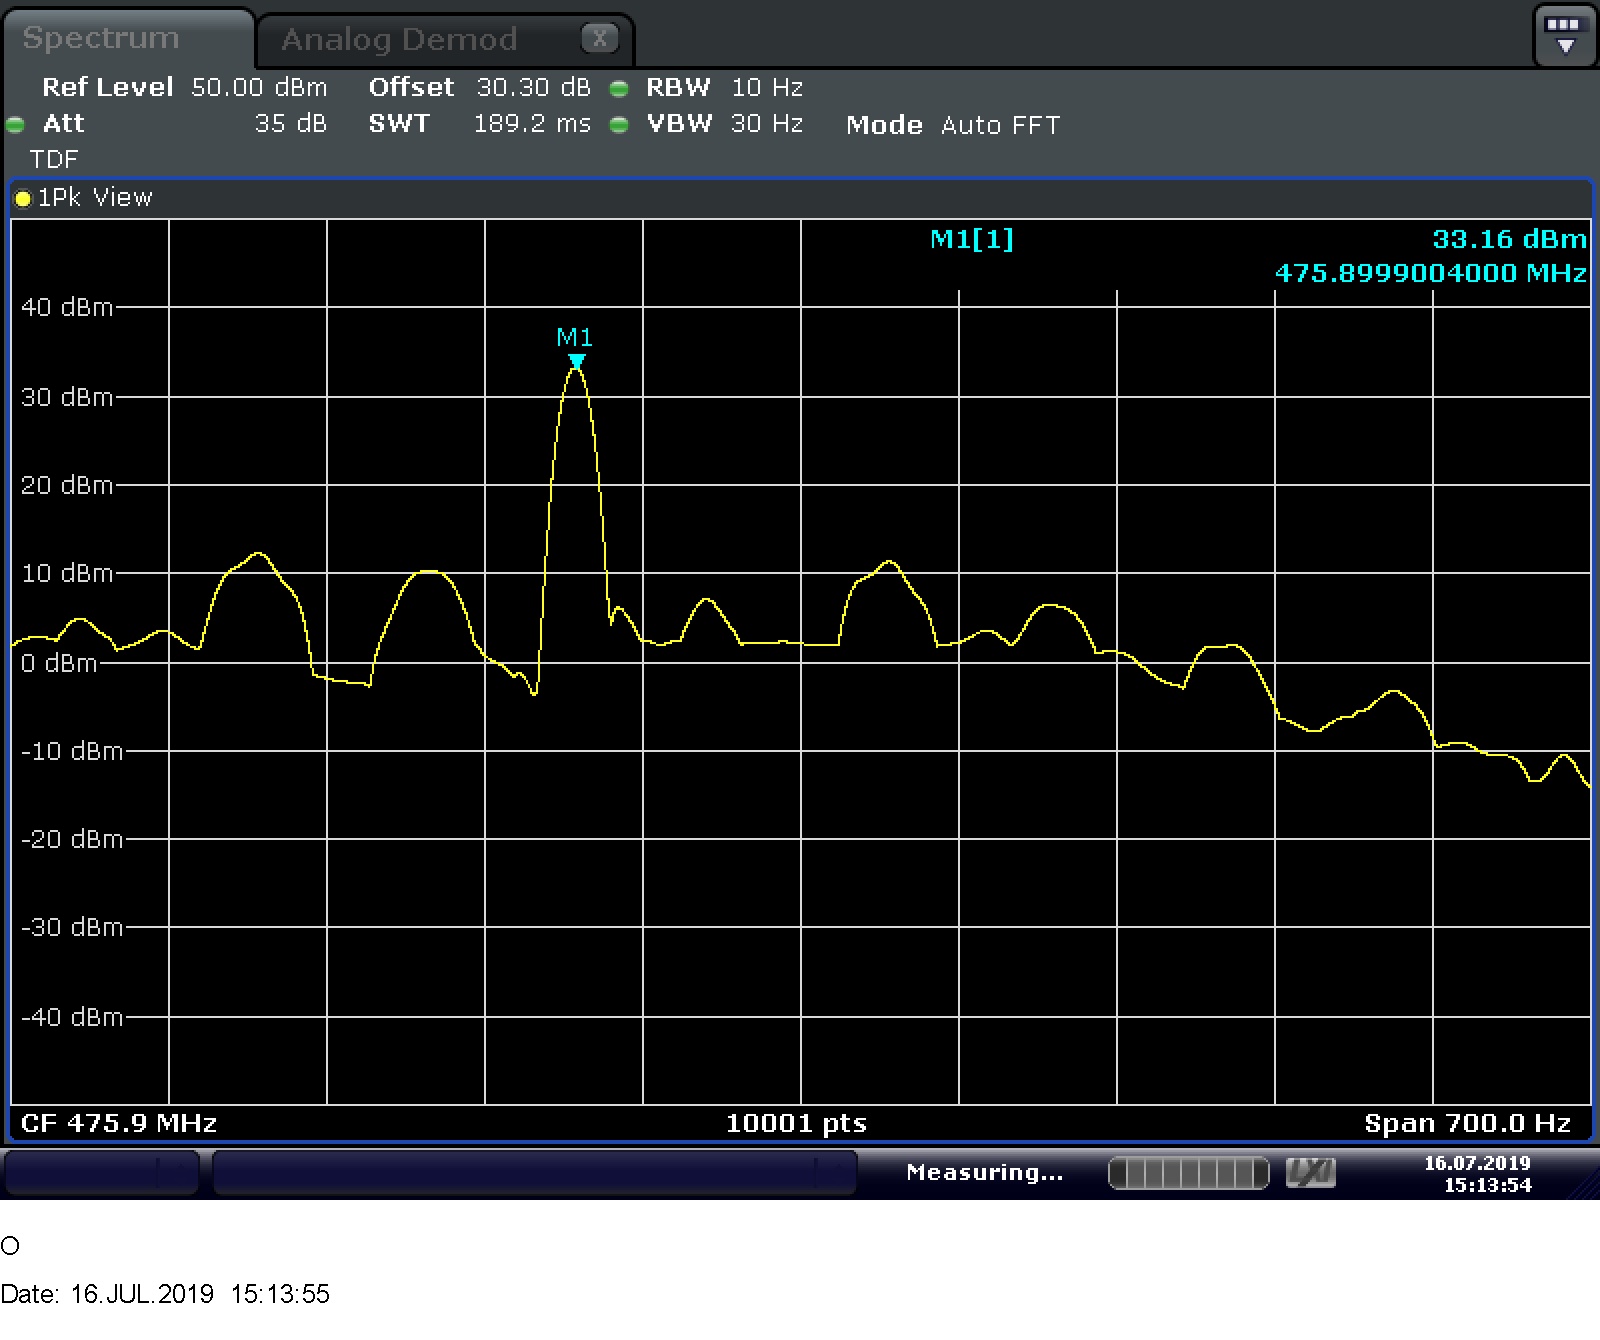 Spectrum Analog Demod X
Ref Level 50.00 dBm Offset 30.30 dB RBW 10 Hz
Att 35 dB SWT 189.2 ms VBW 30 Hz Mode Auto FFT
TDF
1Pk View
M1[1] 33.16 dBm
475.8999004000 MHz
40 dBm
M1
30 dBm
20 dBm
10 dBm
0 dBm
-10 dBm
-20 dBm
-30 dBm
-40 dBm
CF 475.9 MHz 10001 pts Span 700.0 Hz
Measuring... LXI 16.07.2019
15:13:54
O
Date: 16.JUL.2019 15:13:55